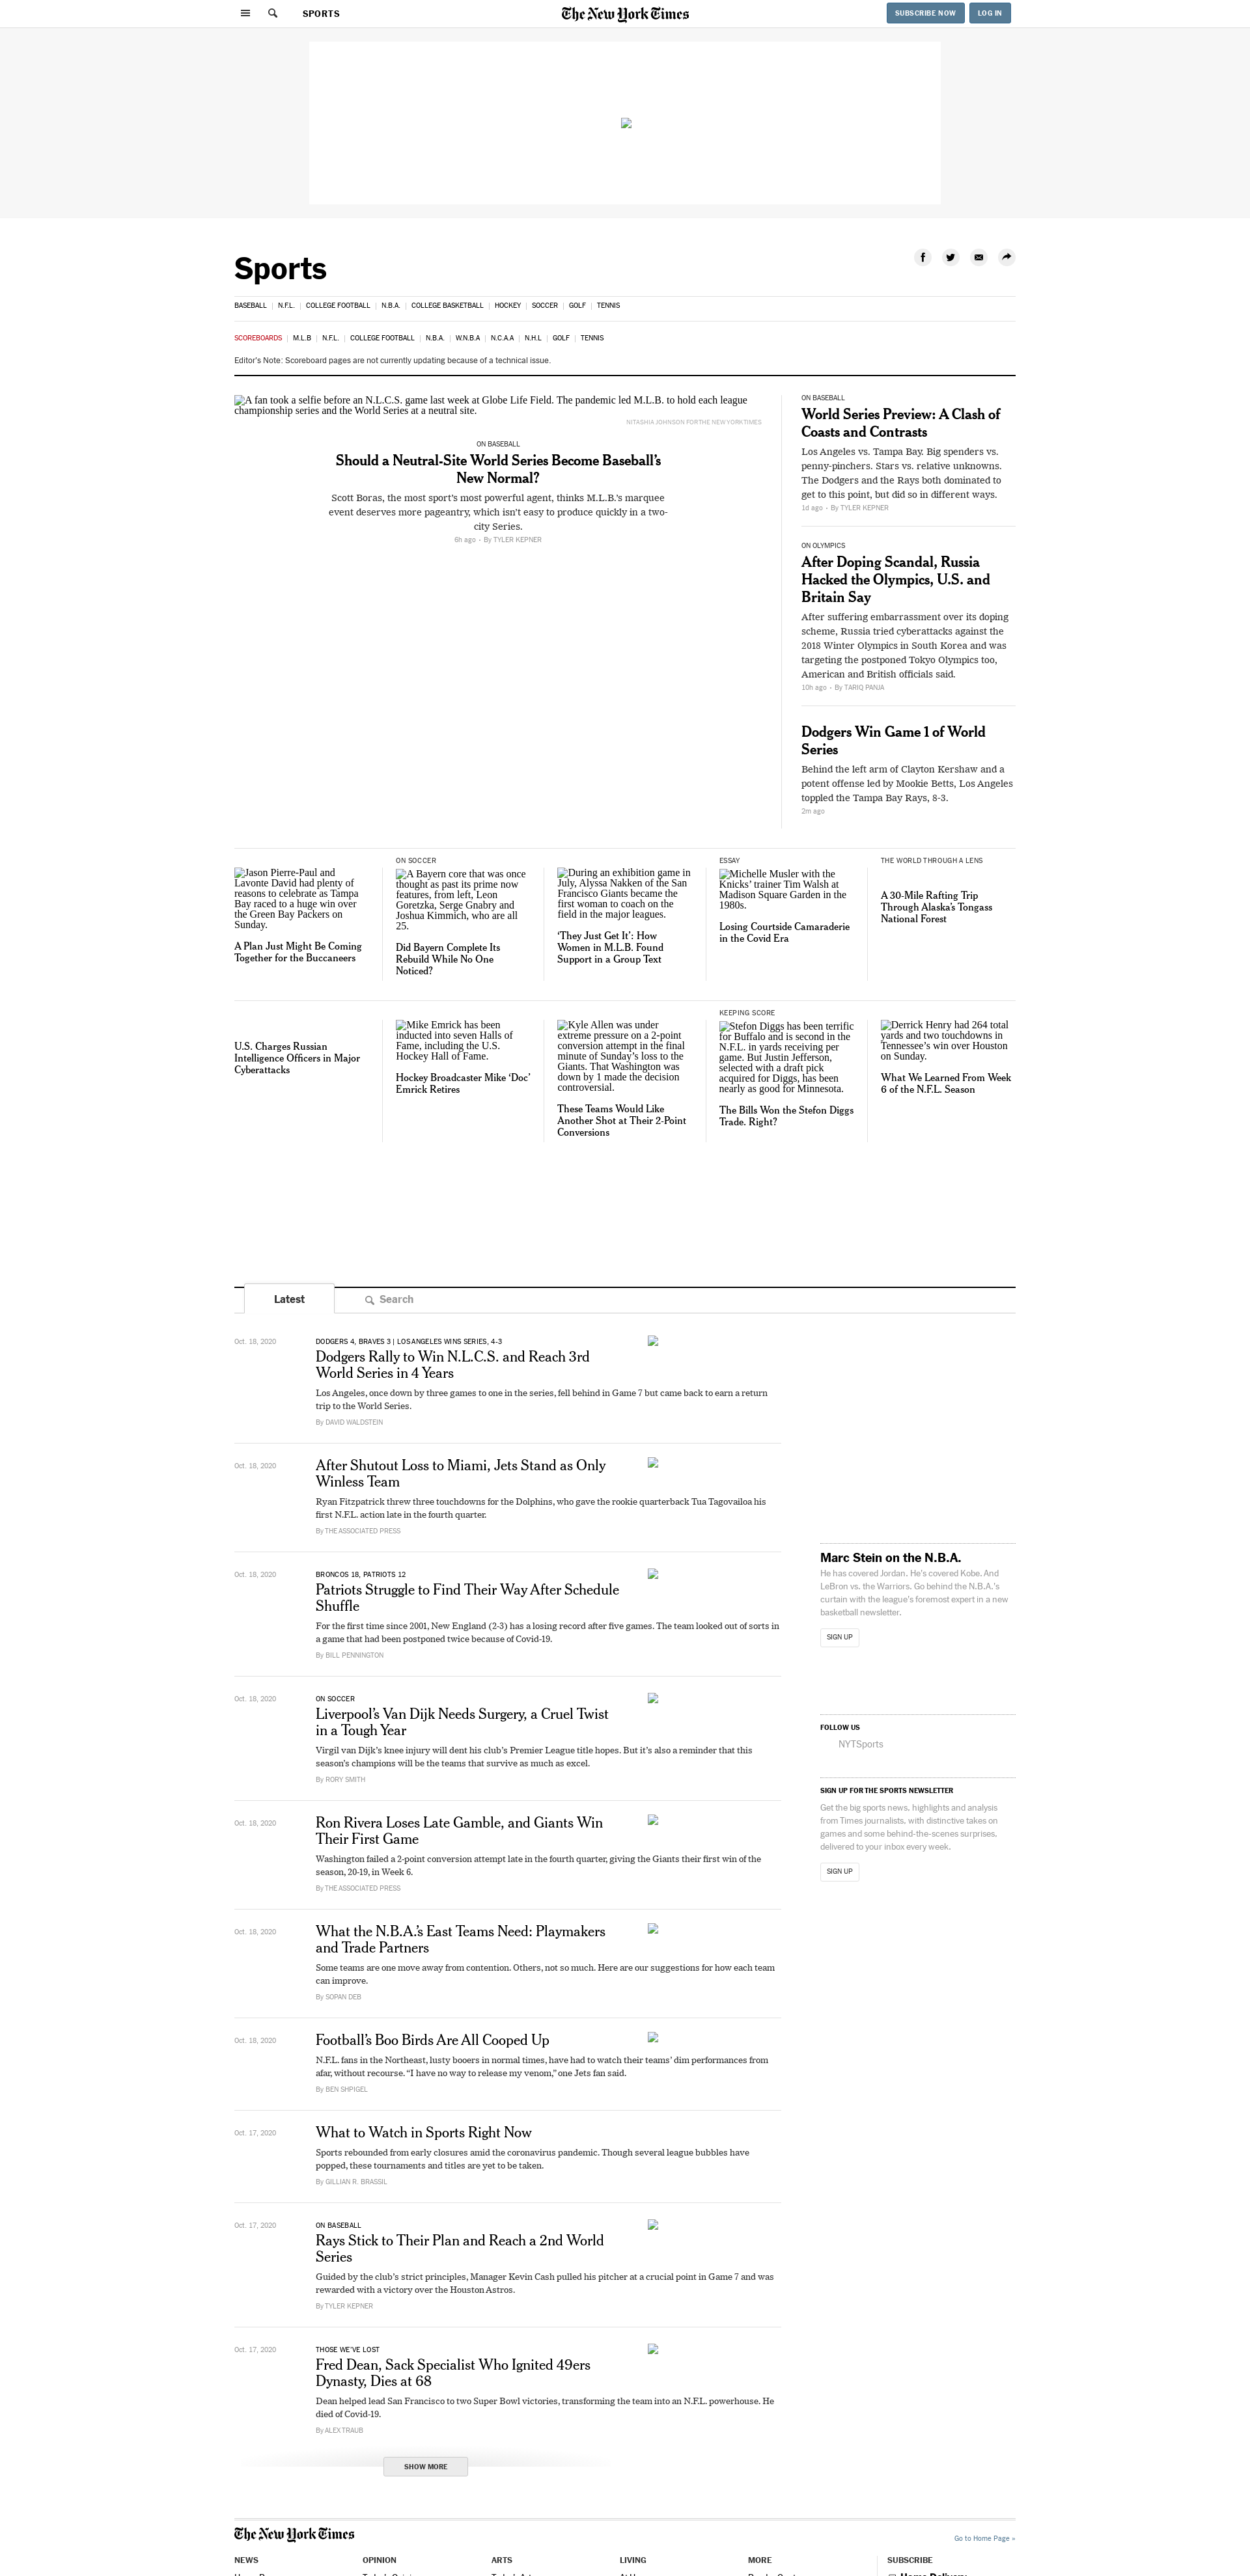 SPORTS
The New York Times
SUBSCRIBE NOW
LOG IN
Sports
BASEBALL | N.F.L. | COLLEGE FOOTBALL | N.B.A. | COLLEGE BASKETBALL | HOCKEY | SOCCER | GOLF | TENNIS
SCOREBOARDS | M.L.B | N.F.L. | COLLEGE FOOTBALL | N.B.A. | W.N.B.A | N.C.A.A | N.H.L | GOLF | TENNIS
Editor's Note: Scoreboard pages are not currently updating because of a technical issue.
A fan took a selfie before an N.L.C.S. game last week at Globe Life Field. The pandemic led M.L.B. to hold each league
championship series and the World Series at a neutral site.
NITASHIA JOHNSON FOR THE NEW YORK TIMES
ON BASEBALL
Should a Neutral-Site World Series Become Baseball’s
New Normal?
Scott Boras, the most sport’s most powerful agent, thinks M.L.B.’s marquee
event deserves more pageantry, which isn’t easy to produce quickly in a two-
city Series.
6h ago - By TYLER KEPNER
ON BASEBALL
World Series Preview: A Clash of
Coasts and Contrasts
Los Angeles vs. Tampa Bay. Big spenders vs.
penny-pinchers. Stars vs. relative unknowns.
The Dodgers and the Rays both dominated to
get to this point, but did so in different ways.
1d ago - By TYLER KEPNER
ON OLYMPICS
After Doping Scandal, Russia
Hacked the Olympics, U.S. and
Britain Say
After suffering embarrassment over its doping
scheme, Russia tried cyberattacks against the
2018 Winter Olympics in South Korea and was
targeting the postponed Tokyo Olympics too,
American and British officials said.
10h ago - By TARIQ PANJA
Dodgers Win Game 1 of World
Series
Behind the left arm of Clayton Kershaw and a
potent offense led by Mookie Betts, Los Angeles
toppled the Tampa Bay Rays, 8-3.
2m ago
Jason Pierre-Paul and
Lavonte David had plenty of
reasons to celebrate as Tampa
Bay raced to a huge win over
the Green Bay Packers on
Sunday.
A Plan Just Might Be Coming
Together for the Buccaneers
ON SOCCER
A Bayern core that was once
thought as past its prime now
features, from left, Leon
Goretzka, Serge Gnabry and
Joshua Kimmich, who are all
25.
Did Bayern Complete Its
Rebuild While No One
Noticed?
During an exhibition game in
July, Alyssa Nakken of the San
Francisco Giants became the
first woman to coach on the
field in the major leagues.
‘They Just Get It’: How
Women in M.L.B. Found
Support in a Group Text
ESSAY
Michelle Musler with the
Knicks’ trainer Tim Walsh at
Madison Square Garden in the
1980s.
Losing Courtside Camaraderie
in the Covid Era
THE WORLD THROUGH A LENS
A 30-Mile Rafting Trip
Through Alaska’s Tongass
National Forest
U.S. Charges Russian
Intelligence Officers in Major
Cyberattacks
Mike Emrick has been
inducted into seven Halls of
Fame, including the U.S.
Hockey Hall of Fame.
Hockey Broadcaster Mike ‘Doc’
Emrick Retires
Kyle Allen was under
extreme pressure on a 2-point
conversion attempt in the final
minute of Sunday’s loss to the
Giants. That Washington was
down by 1 made the decision
controversial.
These Teams Would Like
Another Shot at Their 2-Point
Conversions
KEEPING SCORE
Stefon Diggs has been terrific
for Buffalo and is second in the
N.F.L. in yards receiving per
game. But Justin Jefferson,
selected with a draft pick
acquired for Diggs, has been
nearly as good for Minnesota.
The Bills Won the Stefon Diggs
Trade. Right?
Derrick Henry had 264 total
yards and two touchdowns in
Tennessee’s win over Houston
on Sunday.
What We Learned From Week
6 of the N.F.L. Season
Latest
Search
Oct. 18, 2020
DODGERS 4, BRAVES 3 | LOS ANGELES WINS SERIES, 4-3
Dodgers Rally to Win N.L.C.S. and Reach 3rd
World Series in 4 Years
Los Angeles, once down by three games to one in the series, fell behind in Game 7 but came back to earn a return
trip to the World Series.
By DAVID WALDSTEIN
Oct. 18, 2020
After Shutout Loss to Miami, Jets Stand as Only
Winless Team
Ryan Fitzpatrick threw three touchdowns for the Dolphins, who gave the rookie quarterback Tua Tagovailoa his
first N.F.L. action late in the fourth quarter.
By THE ASSOCIATED PRESS
Oct. 18, 2020
BRONCOS 18, PATRIOTS 12
Patriots Struggle to Find Their Way After Schedule
Shuffle
For the first time since 2001, New England (2-3) has a losing record after five games. The team looked out of sorts in
a game that had been postponed twice because of Covid-19.
By BILL PENNINGTON
Oct. 18, 2020
ON SOCCER
Liverpool’s Van Dijk Needs Surgery, a Cruel Twist
in a Tough Year
Virgil van Dijk’s knee injury will dent his club’s Premier League title hopes. But it’s also a reminder that this
season’s champions will be the teams that survive as much as excel.
By RORY SMITH
Oct. 18, 2020
Ron Rivera Loses Late Gamble, and Giants Win
Their First Game
Washington failed a 2-point conversion attempt late in the fourth quarter, giving the Giants their first win of the
season, 20-19, in Week 6.
By THE ASSOCIATED PRESS
Oct. 18, 2020
What the N.B.A.’s East Teams Need: Playmakers
and Trade Partners
Some teams are one move away from contention. Others, not so much. Here are our suggestions for how each team
can improve.
By SOPAN DEB
Oct. 18, 2020
Football’s Boo Birds Are All Cooped Up
N.F.L. fans in the Northeast, lusty booers in normal times, have had to watch their teams’ dim performances from
afar, without recourse. “I have no way to release my venom,” one Jets fan said.
By BEN SHPIGEL
Oct. 17, 2020
What to Watch in Sports Right Now
Sports rebounded from early closures amid the coronavirus pandemic. Though several league bubbles have
popped, these tournaments and titles are yet to be taken.
By GILLIAN R. BRASSIL
Oct. 17, 2020
ON BASEBALL
Rays Stick to Their Plan and Reach a 2nd World
Series
Guided by the club’s strict principles, Manager Kevin Cash pulled his pitcher at a crucial point in Game 7 and was
rewarded with a victory over the Houston Astros.
By TYLER KEPNER
Oct. 17, 2020
THOSE WE’VE LOST
Fred Dean, Sack Specialist Who Ignited 49ers
Dynasty, Dies at 68
Dean helped lead San Francisco to two Super Bowl victories, transforming the team into an N.F.L. powerhouse. He
died of Covid-19.
By ALEX TRAUB
SHOW MORE
Marc Stein on the N.B.A.
He has covered Jordan. He’s covered Kobe. And
LeBron vs. the Warriors. Go behind the N.B.A.’s
curtain with the league’s foremost expert in a new
basketball newsletter.
SIGN UP
FOLLOW US
NYTSports
SIGN UP FOR THE SPORTS NEWSLETTER
Get the big sports news, highlights and analysis
from Times journalists, with distinctive takes on
games and some behind-the-scenes surprises,
delivered to your inbox every week.
SIGN UP
The New York Times
Go to Home Page »
NEWS
OPINION
ARTS
LIVING
MORE
SUBSCRIBE